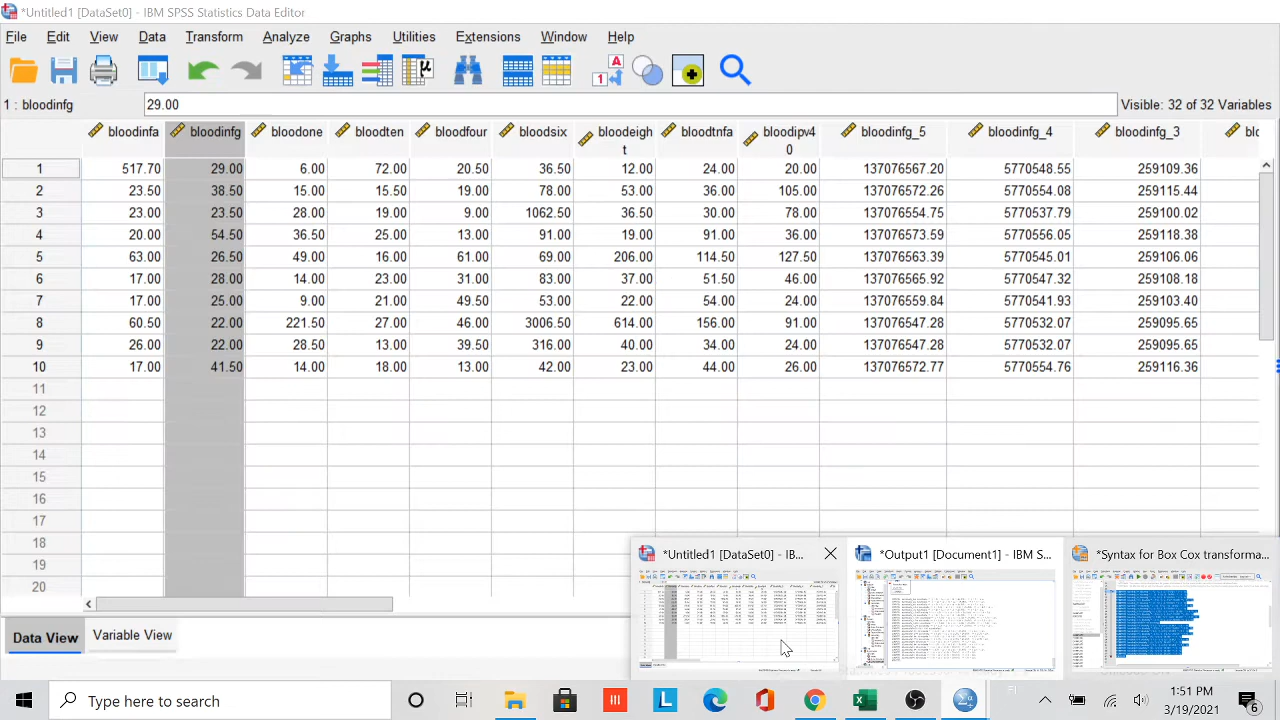 *Untitled1 [DataSet0] - IBM SPSS Statistics Data Editor
File Edit View Data Transform Analyze Graphs Utilities Extensions Window Help
1 : bloodinfg 29.00 Visible: 32 of 32 Variables
bloodinfa bloodinfg bloodone bloodten bloodfour bloodsix bloodeight bloodtnfa bloodipv40 bloodinfg_5 bloodinfg_4 bloodinfg_3
1 517.70 29.00 6.00 72.00 20.50 36.50 12.00 24.00 20.00 137076567.20 5770548.55 259109.36
2 23.50 38.50 15.00 15.50 19.00 78.00 53.00 36.00 105.00 137076572.26 5770554.08 259115.44
3 23.00 23.50 28.00 19.00 9.00 1062.50 36.50 30.00 78.00 137076554.75 5770537.79 259100.02
4 20.00 54.50 36.50 25.00 13.00 91.00 19.00 91.00 36.00 137076573.59 5770556.05 259118.38
5 63.00 26.50 49.00 16.00 61.00 69.00 206.00 114.50 127.50 137076563.39 5770545.01 259106.06
6 17.00 28.00 14.00 23.00 31.00 83.00 37.00 51.50 46.00 137076565.92 5770547.32 259108.18
7 17.00 25.00 9.00 21.00 49.50 53.00 22.00 54.00 24.00 137076559.84 5770541.93 259103.40
8 60.50 22.00 221.50 27.00 46.00 3006.50 614.00 156.00 91.00 137076547.28 5770532.07 259095.65
9 26.00 22.00 28.50 13.00 39.50 316.00 40.00 34.00 24.00 137076547.28 5770532.07 259095.65
10 17.00 41.50 14.00 18.00 13.00 42.00 23.00 44.00 26.00 137076572.77 5770554.76 259116.36
11
12
13
14
15
16
17
18
19
20
*Untitled1 [DataSet0] - IB... *Output1 [Document1] - IBM S... *Syntax for Box Cox transforma...
Data View Variable View
Type here to search
1:51 PM
3/19/2021
6